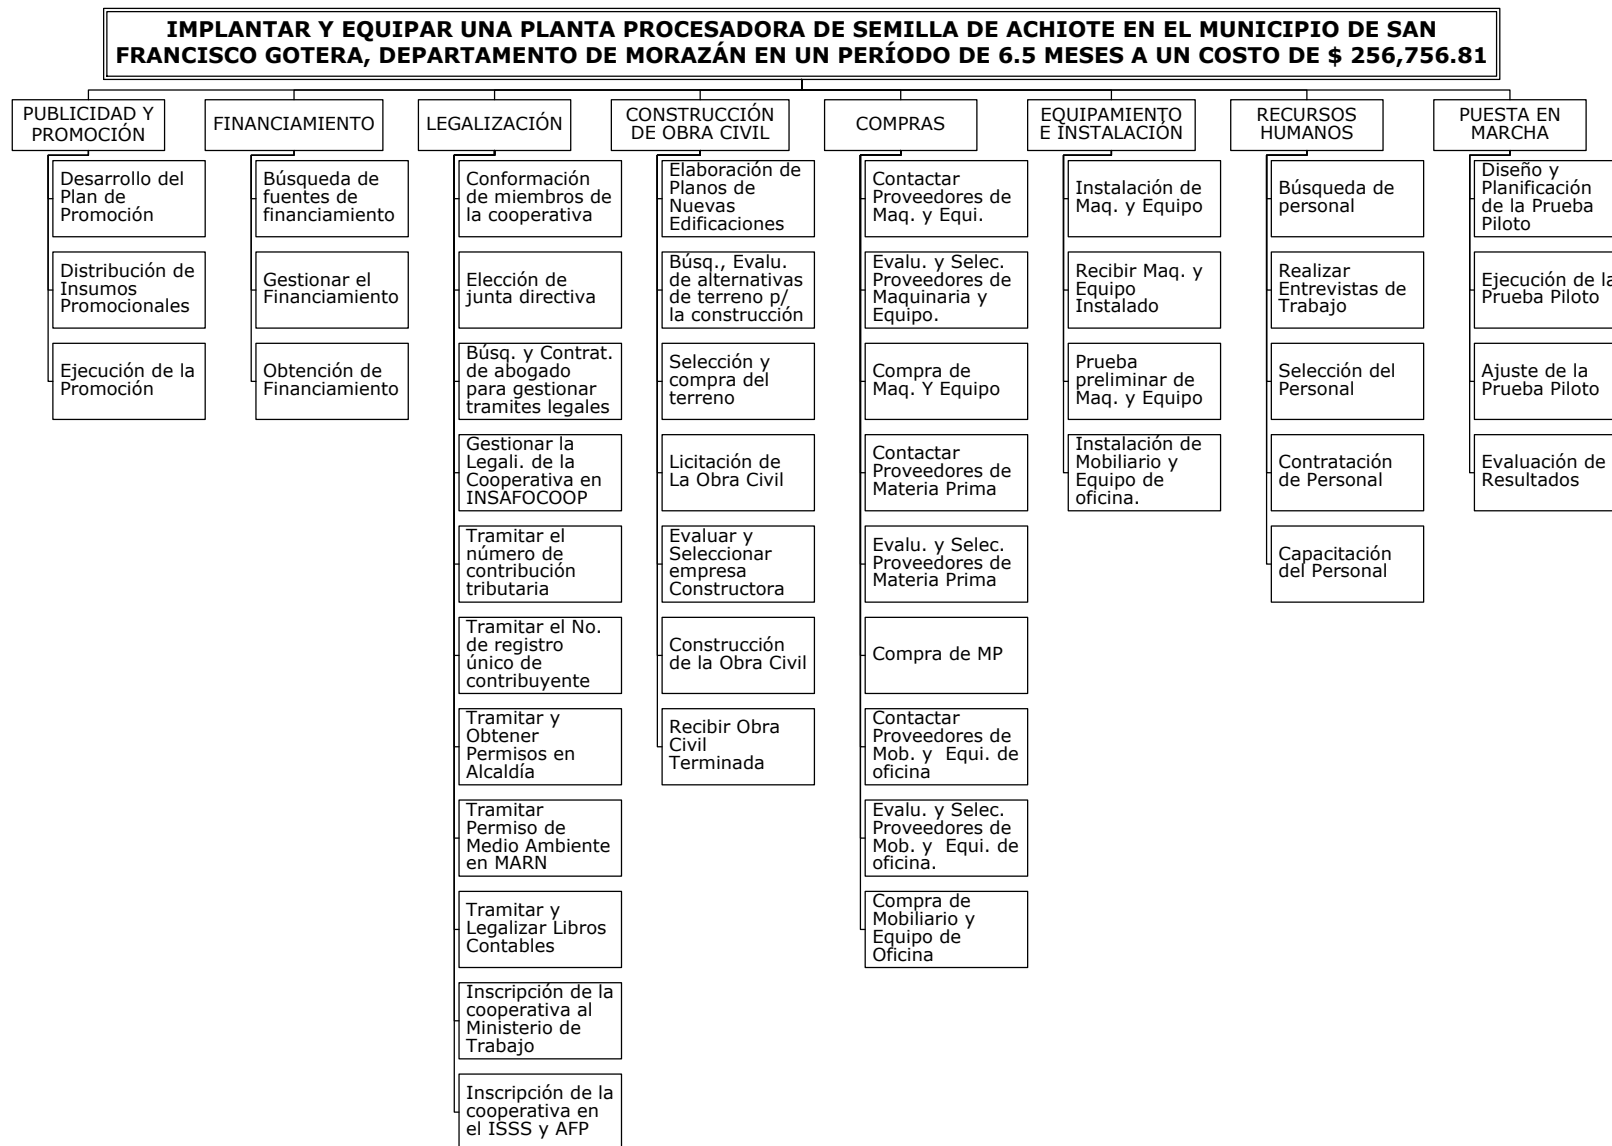 IMPLANTAR Y EQUIPAR UNA PLANTA PROCESADORA DE SEMILLA DE ACHIOTE EN EL MUNICIPIO DE SAN
FRANCISCO GOTERA, DEPARTAMENTO DE MORAZÁN EN UN PERÍODO DE 6.5 MESES A UN COSTO DE $ 256,756.81
PUBLICIDAD Y
PROMOCIÓN
Desarrollo del
Plan de
Promoción
Distribución de
Insumos
Promocionales
Ejecución de la
Promoción
FINANCIAMIENTO
Búsqueda de
fuentes de
financiamiento
Gestionar el
Financiamiento
Obtención de
Financiamiento
LEGALIZACIÓN
Conformación
de miembros de
la cooperativa
Elección de
junta directiva
Búsq. y Contrat.
de abogado
para gestionar
tramites legales
Gestionar la
Legali. de la
Cooperativa en
INSAFOCOOP
Tramitar el
número de
contribución
tributaria
Tramitar el No.
de registro
único de
contribuyente
Tramitar y
Obtener
Permisos en
Alcaldía
Tramitar
Permiso de
Medio Ambiente
en MARN
Tramitar y
Legalizar Libros
Contables
Inscripción de la
cooperativa al
Ministerio de
Trabajo
Inscripción de la
cooperativa en
el ISSS y AFP
CONSTRUCCIÓN
DE OBRA CIVIL
Elaboración de
Planos de
Nuevas
Edificaciones
Búsq., Evalu.
de alternativas
de terreno p/
la construcción
Selección y
compra del
terreno
Licitación de
La Obra Civil
Evaluar y
Seleccionar
empresa
Constructora
Construcción
de la Obra Civil
Recibir Obra
Civil
Terminada
COMPRAS
Contactar
Proveedores de
Maq. y Equi.
Evalu. y Selec.
Proveedores de
Maquinaria y
Equipo.
Compra de
Maq. Y Equipo
Contactar
Proveedores de
Materia Prima
Evalu. y Selec.
Proveedores de
Materia Prima
Compra de MP
Contactar
Proveedores de
Mob. y Equi. de
oficina
Evalu. y Selec.
Proveedores de
Mob. y Equi. de
oficina.
Compra de
Mobiliario y
Equipo de
Oficina
EQUIPAMIENTO
E INSTALACIÓN
Instalación de
Maq. y Equipo
Recibir Maq. y
Equipo
Instalado
Prueba
preliminar de
Maq. y Equipo
Instalación de
Mobiliario y
Equipo de
oficina.
RECURSOS
HUMANOS
Búsqueda de
personal
Realizar
Entrevistas de
Trabajo
Selección del
Personal
Contratación
de Personal
Capacitación
del Personal
PUESTA EN
MARCHA
Diseño y
Planificación
de la Prueba
Piloto
Ejecución de la
Prueba Piloto
Ajuste de la
Prueba Piloto
Evaluación de
Resultados